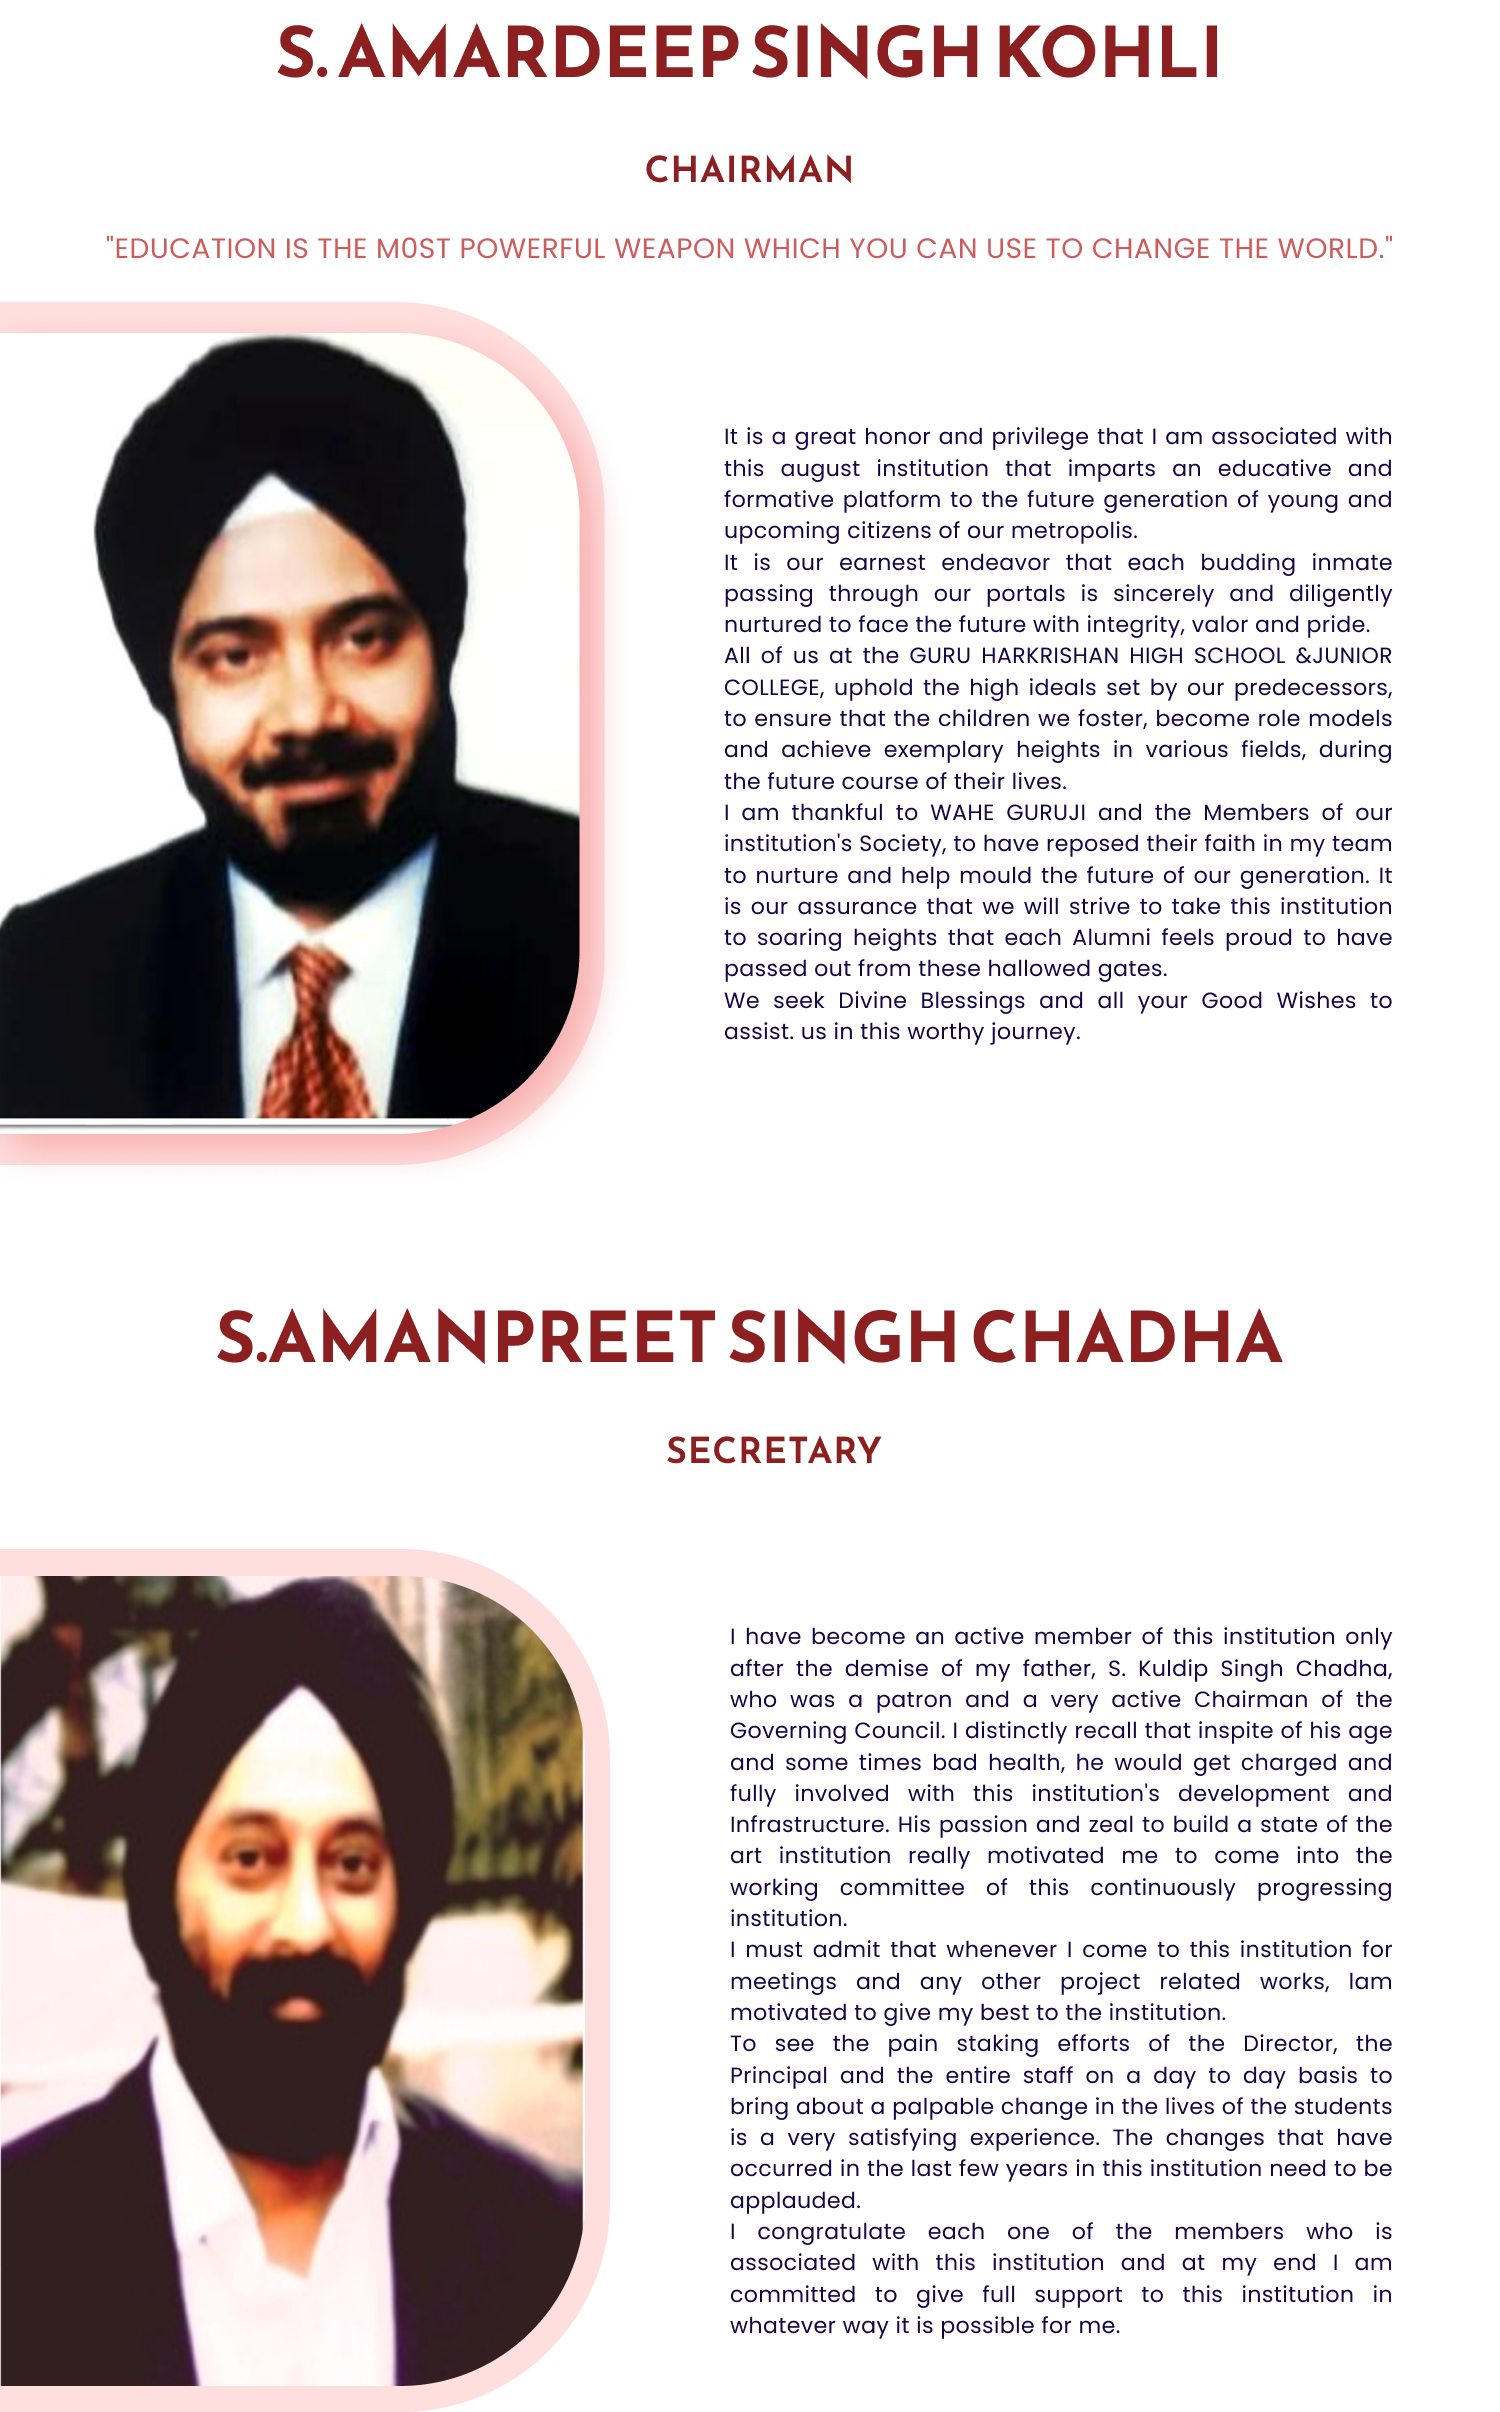 S. AMARDEEP SINGH KOHLI
CHAIRMAN
"EDUCATION IS THE M0ST POWERFUL WEAPON WHICH YOU CAN USE TO CHANGE THE WORLD."
It is a great honor and privilege that I am associated with
this august institution that imparts an educative and
formative platform to the future generation of young and
upcoming citizens of our metropolis.
It is our earnest endeavor that each budding inmate
passing through our portals is sincerely and diligently
nurtured to face the future with integrity, valor and pride.
All of us at the GURU HARKRISHAN HIGH SCHOOL &JUNIOR
COLLEGE, uphold the high ideals set by our predecessors,
to ensure that the children we foster, become role models
and achieve exemplary heights in various fields, during
the future course of their lives.
I am thankful to WAHE GURUJI and the Members of our
institution's Society, to have reposed their faith in my team
to nurture and help mould the future of our generation. It
is our assurance that we will strive to take this institution
to soaring heights that each Alumni feels proud to have
passed out from these hallowed gates.
We seek Divine Blessings and all your Good Wishes to
assist. us in this worthy journey.
S.AMANPREET SINGH CHADHA
SECRETARY
I have become an active member of this institution only
after the demise of my father, S. Kuldip Singh Chadha,
who was a patron and a very active Chairman of the
Governing Council. I distinctly recall that inspite of his age
and some times bad health, he would get charged and
fully involved with this institution's development and
Infrastructure. His passion and zeal to build a state of the
art institution really motivated me to come into the
working committee of this continuously progressing
institution.
I must admit that whenever I come to this institution for
meetings and any other project related works, lam
motivated to give my best to the institution.
To see the pain staking efforts of the Director, the
Principal and the entire staff on a day to day basis to
bring about a palpable change in the lives of the students
is a very satisfying experience. The changes that have
occurred in the last few years in this institution need to be
applauded.
I congratulate each one of the members who is
associated with this institution and at my end I am
committed to give full support to this institution in
whatever way it is possible for me.